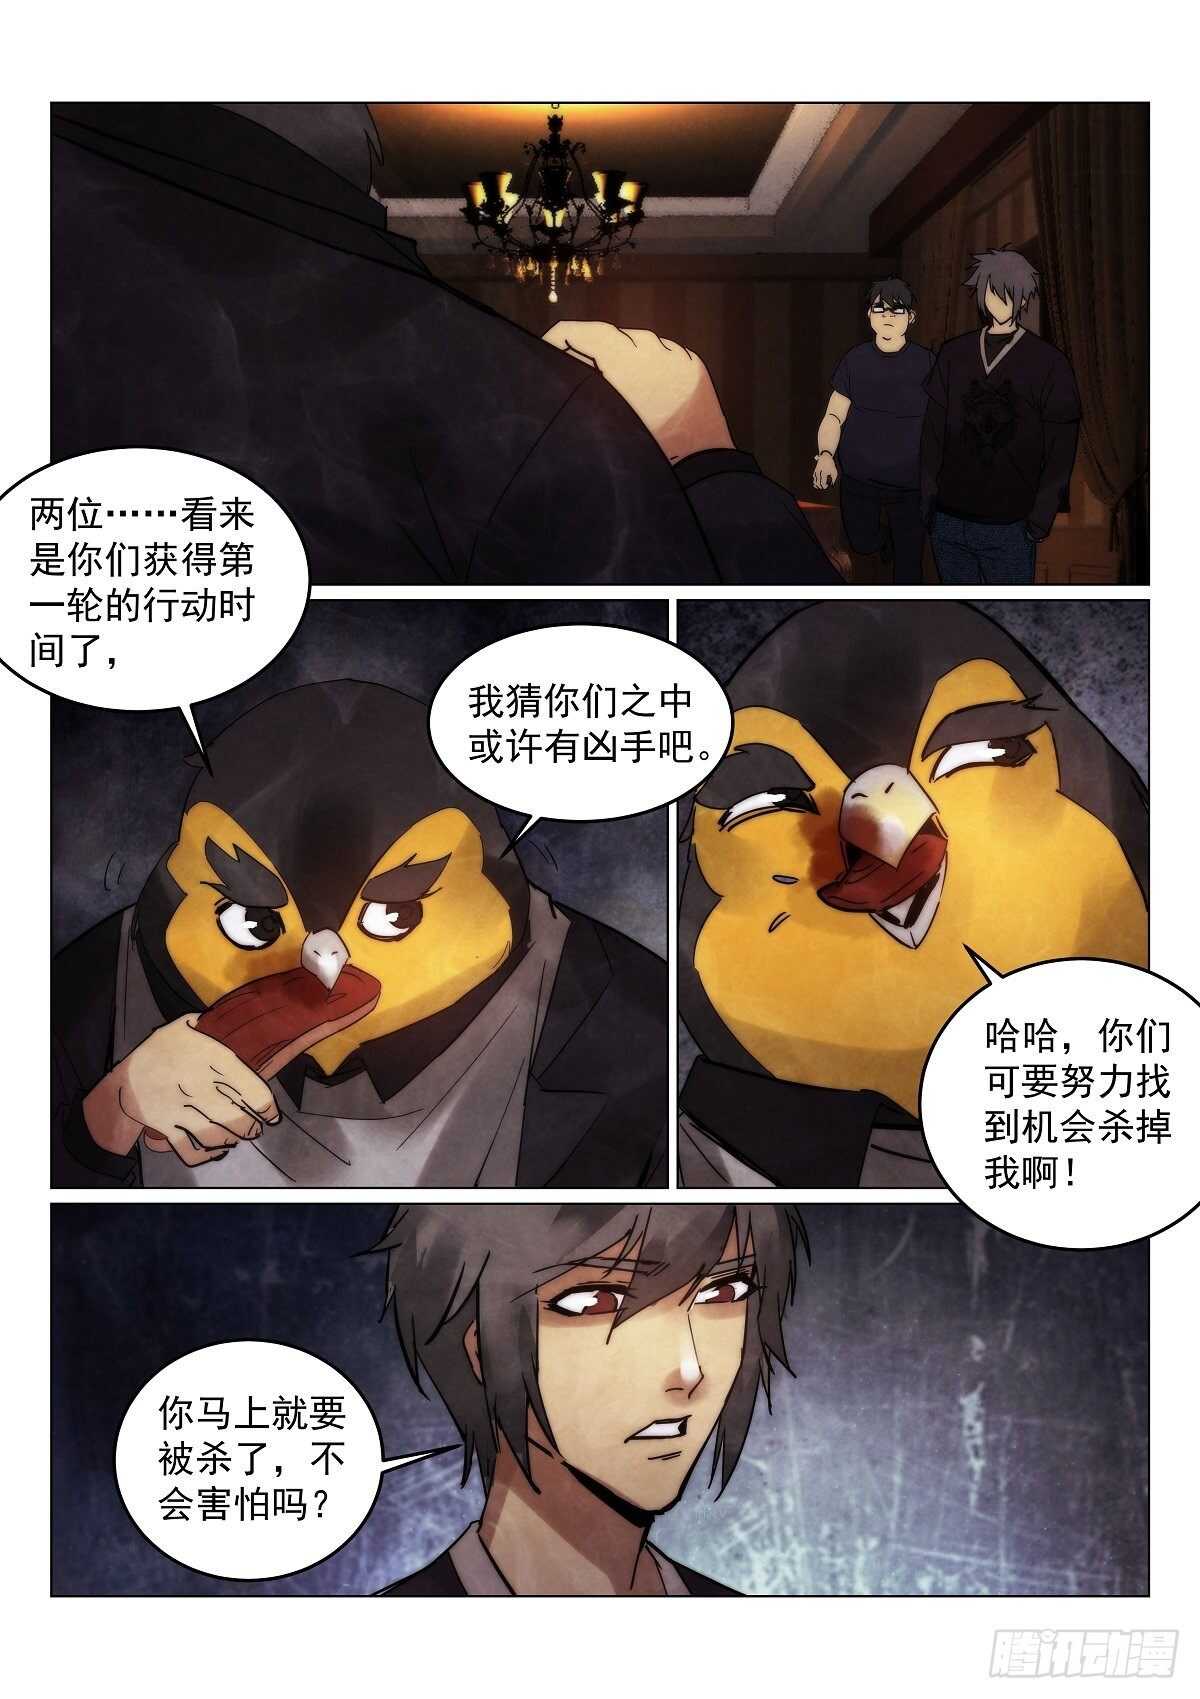 两位……看来
是你们获得第
一轮的行动时
间了，
我猜你们之中
或许有凶手吧。
哈哈，你们
可要努力找
到机会杀掉
我啊！
你马上就要
被杀了，不
会害怕吗？
腾讯动漫